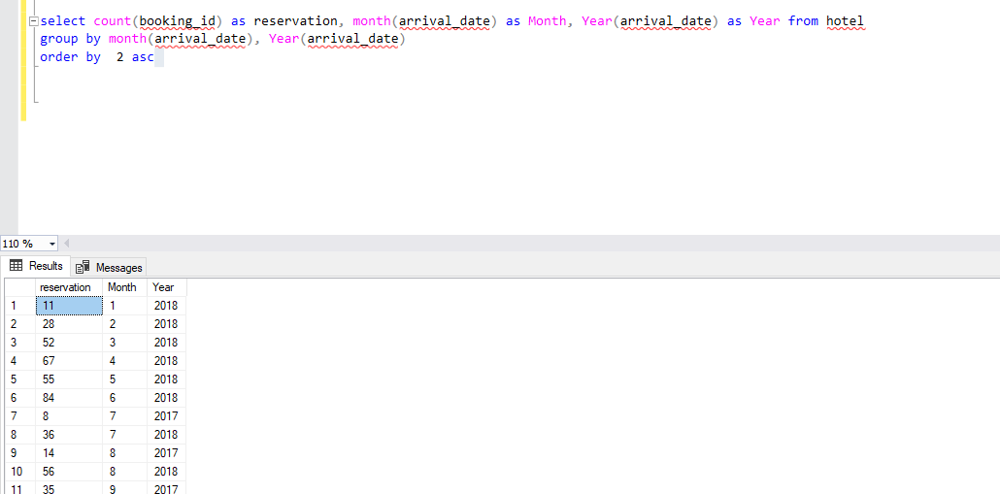 select count(booking_id) as reservation, month(arrival_date) as Month, Year(arrival_date) as Year from hotel
group by month(arrival_date), Year(arrival_date)
order by  2 asc
110 %
Results Messages
reservation Month Year
1 11 1 2018
2 28 2 2018
3 52 3 2018
4 67 4 2018
5 55 5 2018
6 84 6 2018
7 8 7 2017
8 36 7 2018
9 14 8 2017
10 56 8 2018
11 35 9 2017